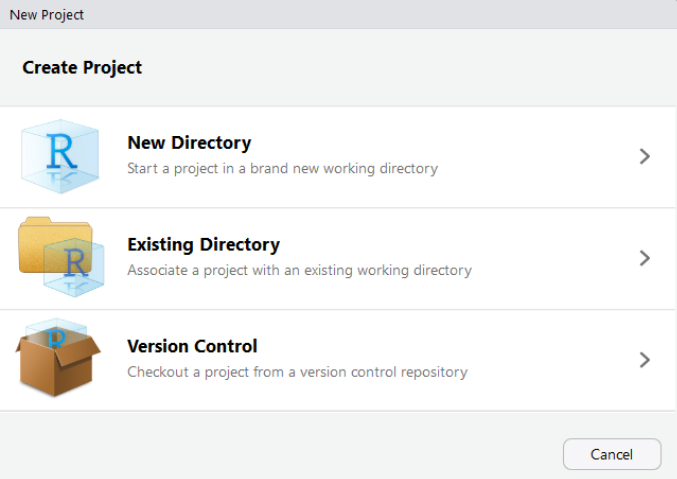 New Project
Create Project
R
New Directory
Start a project in a brand new working directory
R
Existing Directory
Associate a project with an existing working directory
R
Version Control
Checkout a project from a version control repository
Cancel